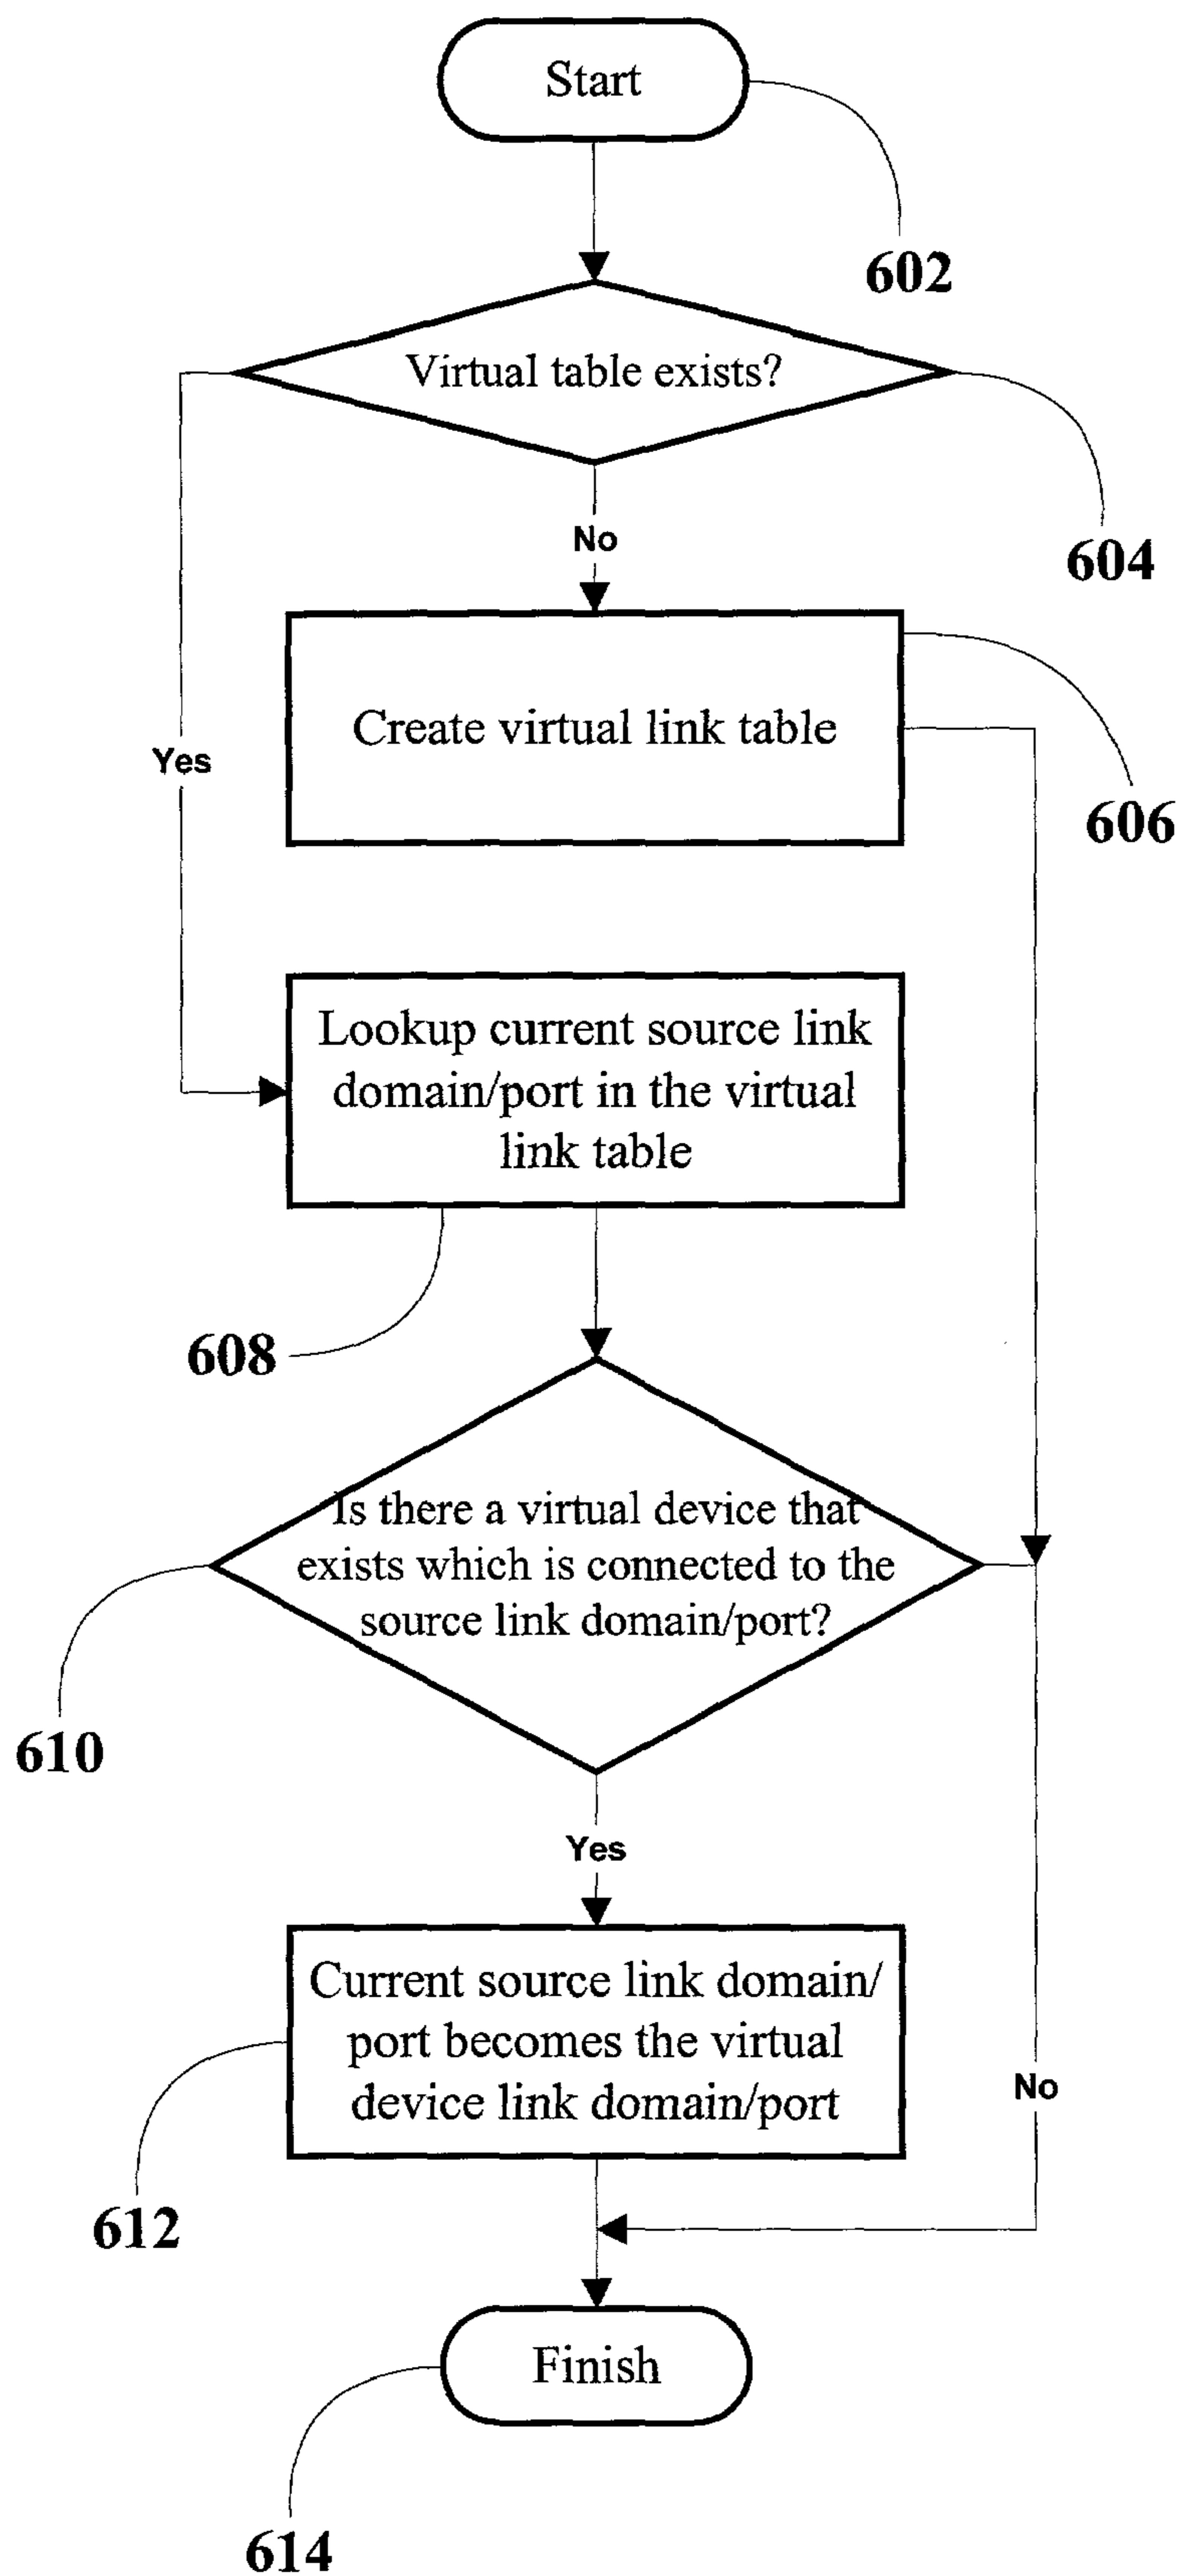 Start
602
Virtual table exists?
604
No
Create virtual link table
Yes
606
Lookup current source link
domain/port in the virtual
link table
608
Is there a virtual device that
exists which is connected to the
source link domain/port?
610
Yes
Current source link domain/
port becomes the virtual
device link domain/port
No
612
Finish
614